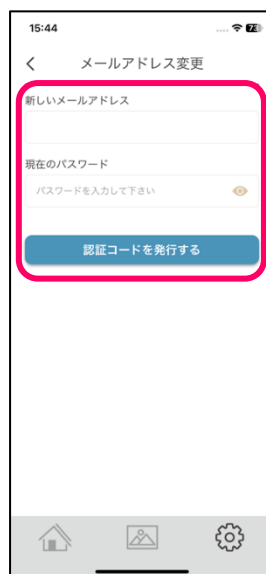 15:44
73
メールアドレス変更
新しいメールアドレス
現在のパスワード
パスワードを入力して下さい
認証コードを発行する